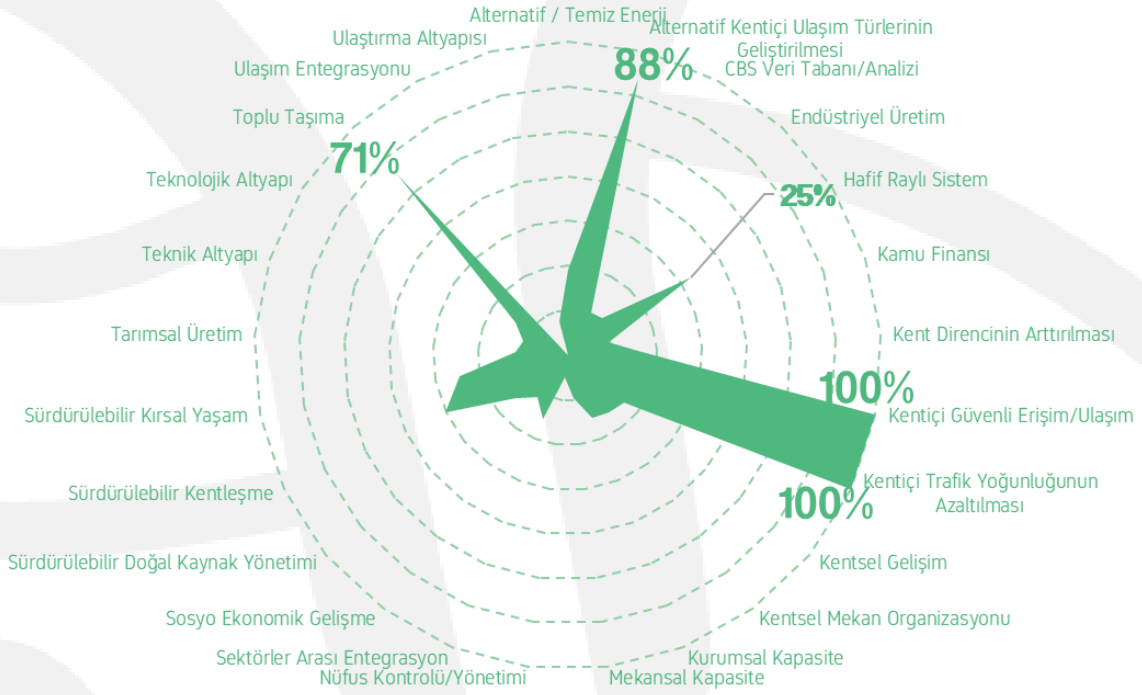 Alternatif / Temiz Enerji
Alternatif Kentiçi Ulaşım Türlerinin
Geliştirilmesi
CBS Veri Tabanı/Analizi
Endüstriyel Üretim
Hafif Raylı Sistem
Kamu Finansı
Kent Direncinin Arttırılması
Kentiçi Güvenli Erişim/Ulaşım
Kentiçi Trafik Yoğunluğunun
Azaltılması
Kentsel Gelişim
Kentsel Mekan Organizasyonu
Kurumsal Kapasite
Mekansal Kapasite
Nüfus Kontrolü/Yönetimi
Sektörler Arası Entegrasyon
Sosyo Ekonomik Gelişme
Sürdürülebilir Doğal Kaynak Yönetimi
Sürdürülebilir Kentleşme
Sürdürülebilir Kırsal Yaşam
Tarımsal Üretim
Teknik Altyapı
Teknolojik Altyapı
Toplu Taşıma
Ulaşım Entegrasyonu
Ulaştırma Altyapısı
88%
25%
100%
100%
71%